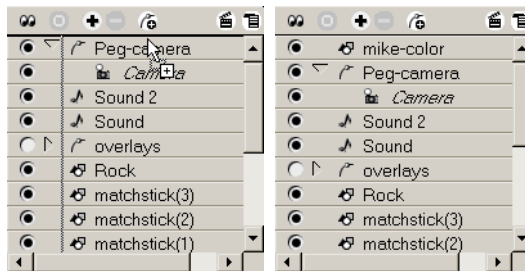 Peg-camera
Camera
Sound 2
Sound
overlays
Rock
matchstick(3)
matchstick(2)
matchstick(1)
mike-color
Peg-camera
Camera
Sound 2
Sound
overlays
Rock
matchstick(3)
matchstick(2)